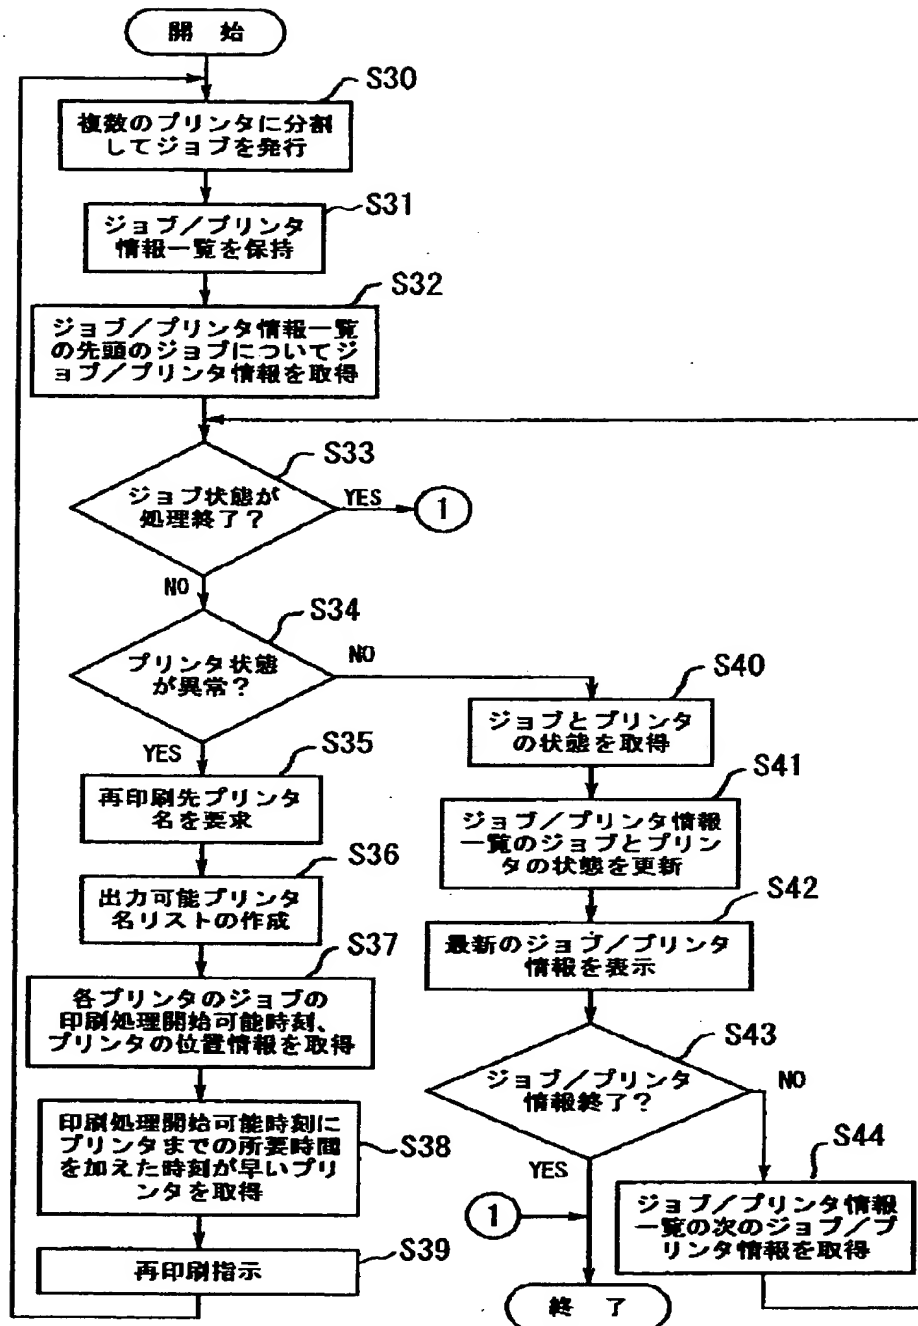 開 始
S30
複数のプリンタに分割
してジョブを発行
S31
ジョブ／プリンタ
情報一覧を保持
S32
ジョブ／プリンタ情報一覧
の先頭のジョブについてジ
ョブ／プリンタ情報を取得
S33
ジョブ状態が
処理終了？
YES
1
NO
S34
プリンタ状態
が異常？
NO
YES
S35
再印刷先プリンタ
名を要求
S36
出力可能プリンタ
名リストの作成
S37
各プリンタのジョブの
印刷処理開始可能時刻、
プリンタの位置情報を取得
S38
印刷処理開始可能時刻に
プリンタまでの所要時間
を加えた時刻が早いプリ
ンタを取得
S39
再印刷指示
S40
ジョブとプリンタ
の状態を取得
S41
ジョブ／プリンタ情報
一覧のジョブとプリン
タの状態を更新
S42
最新のジョブ／プリンタ
情報を表示
S43
ジョブ／プリンタ
情報終了？
NO
YES
S44
ジョブ／プリンタ情報
一覧の次のジョブ／プ
リンタ情報を取得
1
終 了